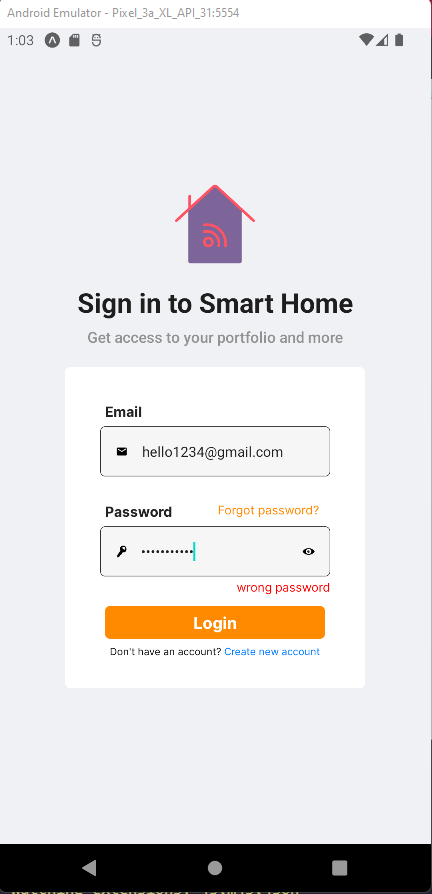 Android Emulator - Pixel_3a_XL_API_31:5554
1:03
Sign in to Smart Home
Get access to your portfolio and more
Email
hello1234@gmail.com
Password Forgot password?
•••••••••••
wrong password
Login
Don't have an account? Create new account